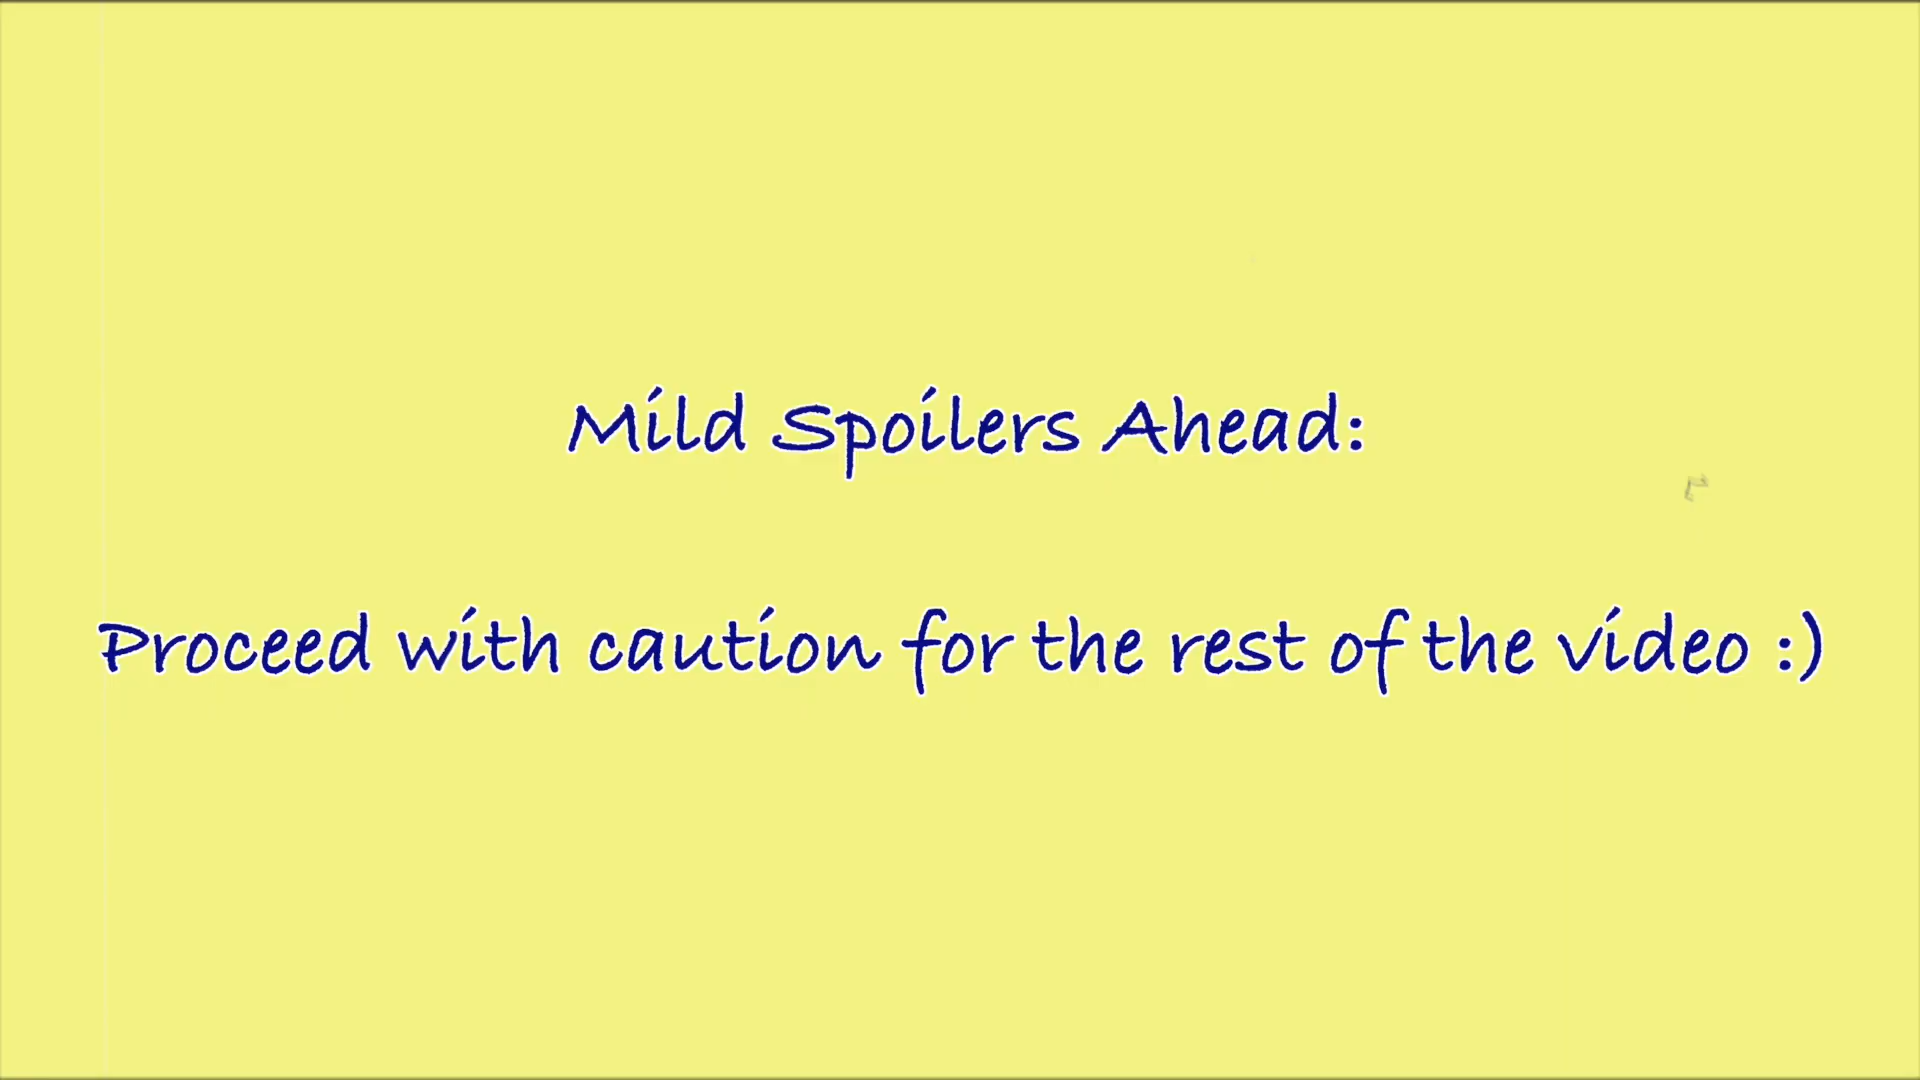 Mild Spoilers Ahead:
Proceed with caution for the rest of the video :)